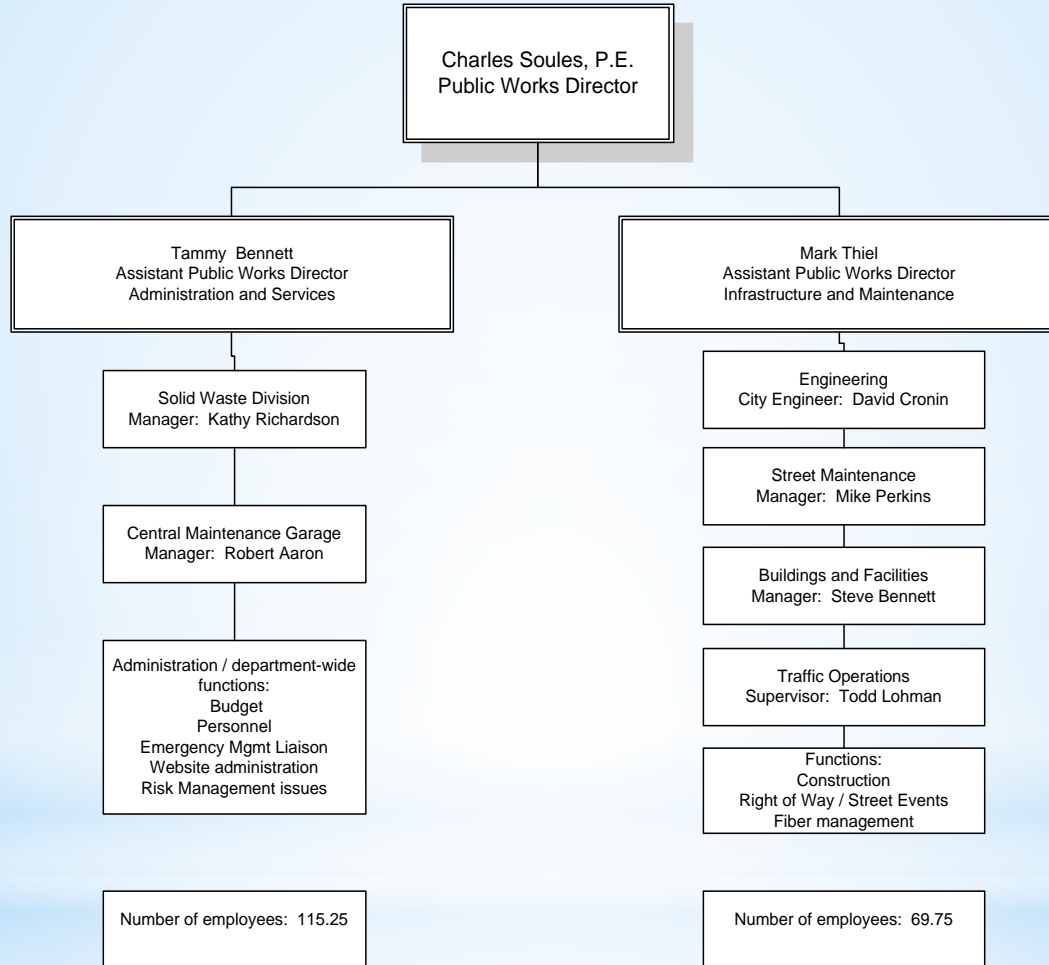 Charles Soules, P.E.
Public Works Director
Tammy Bennett
Assistant Public Works Director
Administration and Services
Mark Thiel
Assistant Public Works Director
Infrastructure and Maintenance
Solid Waste Division
Manager: Kathy Richardson
Central Maintenance Garage
Manager: Robert Aaron
Administration / department-wide
functions:
Budget
Personnel
Emergency Mgmt Liaison
Website administration
Risk Management issues
Number of employees: 115.25
Engineering
City Engineer: David Cronin
Street Maintenance
Manager: Mike Perkins
Buildings and Facilities
Manager: Steve Bennett
Traffic Operations
Supervisor: Todd Lohman
Functions:
Construction
Right of Way / Street Events
Fiber management
Number of employees: 69.75